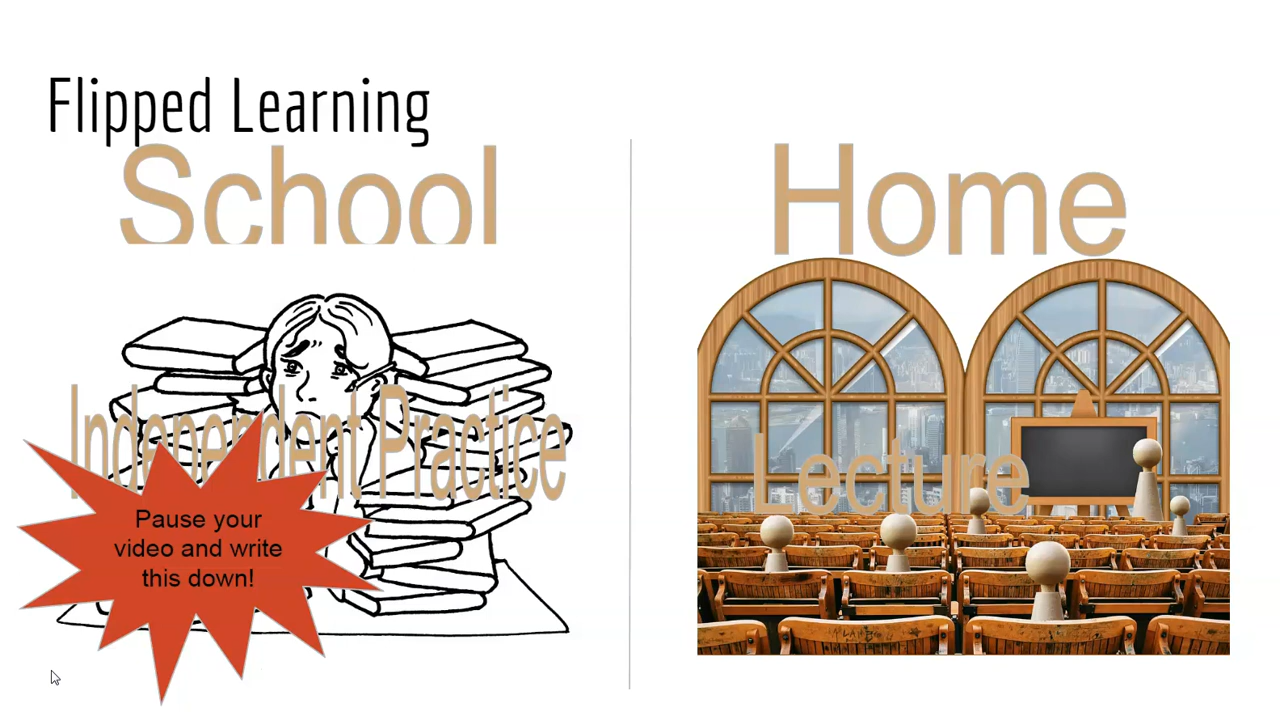 Flipped Learning
School
Home
Independent Practice
Lecture
Pause your
video and write
this down!